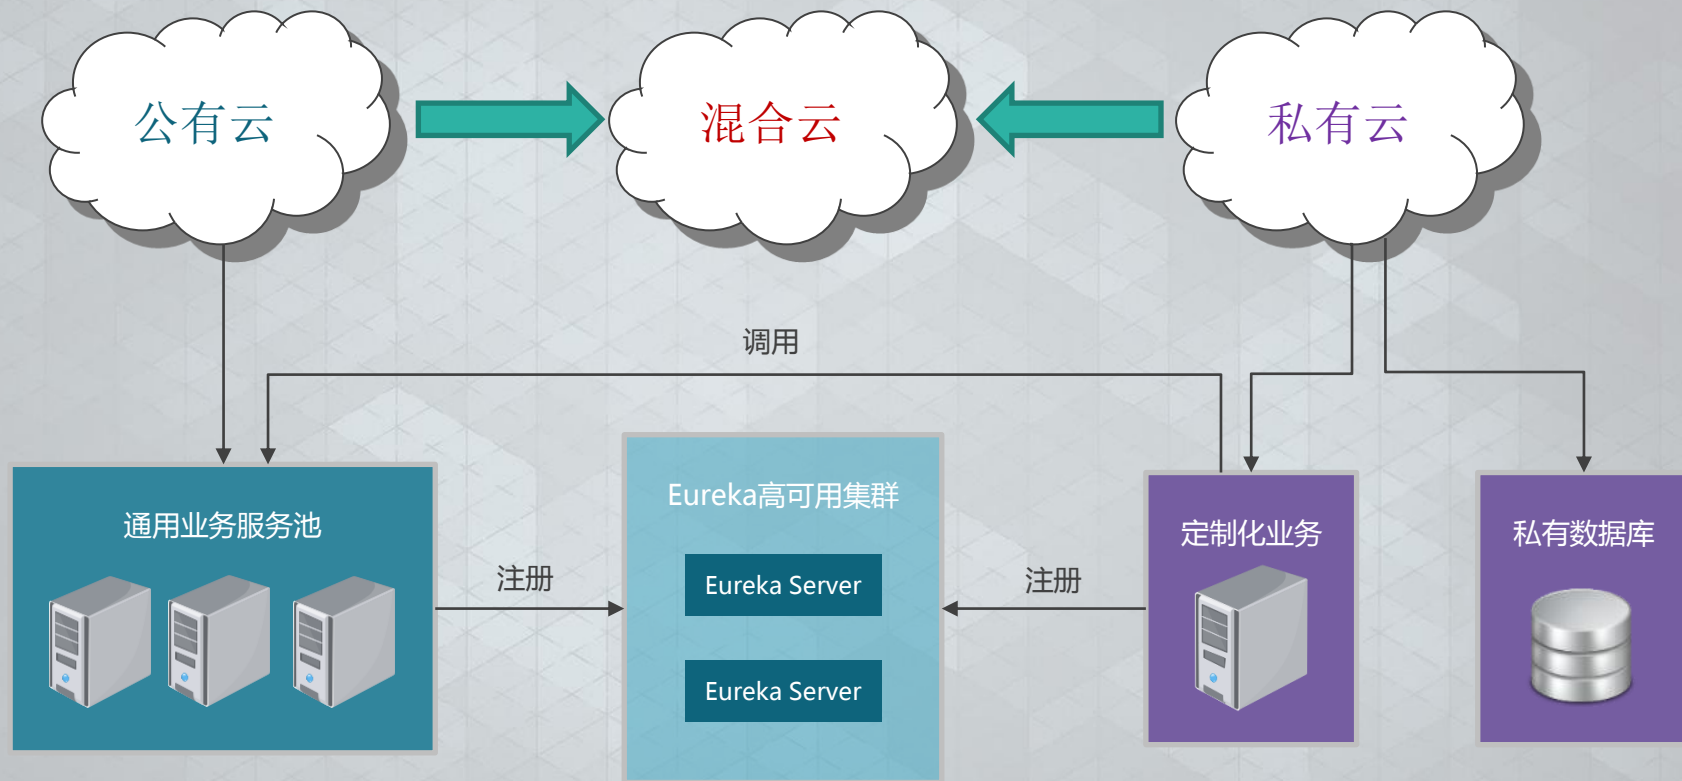 公有云
混合云
私有云
调用
通用业务服务池
Eureka高可用集群
定制化业务
私有数据库
注册
Eureka Server
注册
Eureka Server